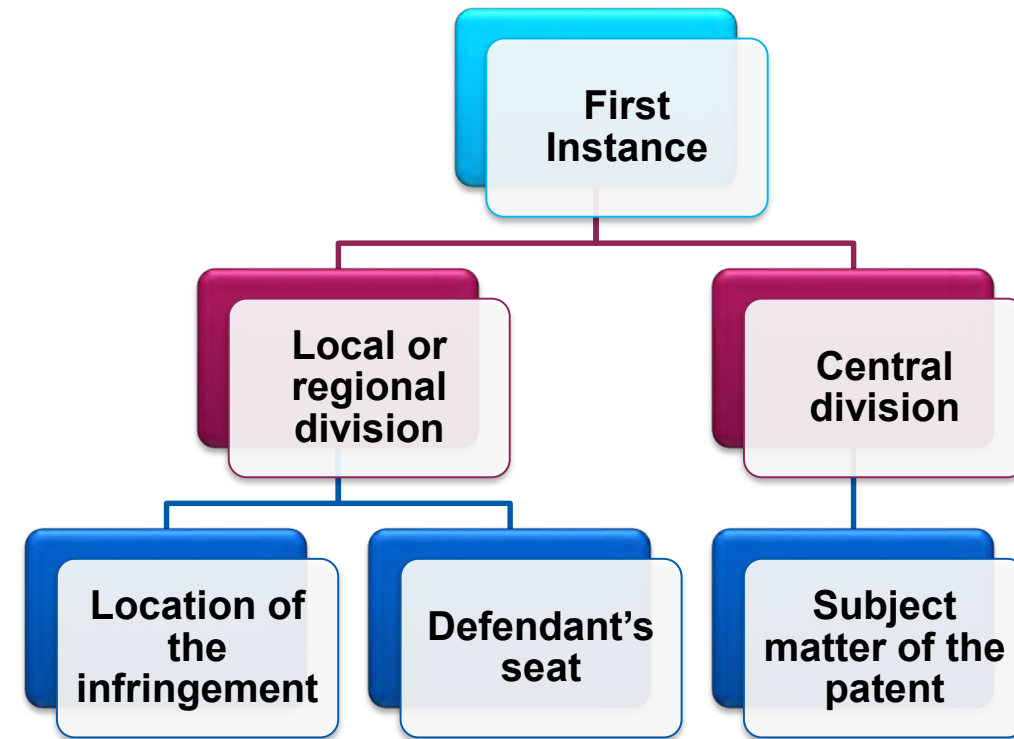 First
Instance
Local or
regional
division
Central
division
Location of
the
infringement
Defendant’s
seat
Subject
matter of the
patent